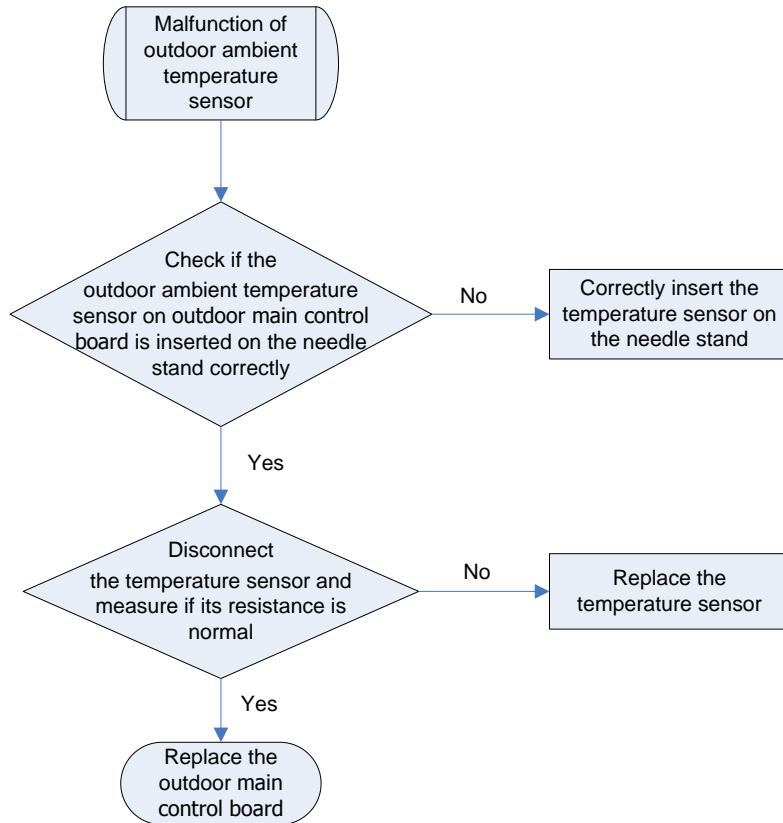 Malfunction of
outdoor ambient
temperature
sensor
Check if the
outdoor ambient temperature
sensor on outdoor main control
board is inserted on the needle
stand correctly
No
Correctly insert the
temperature sensor on
the needle stand
Yes
Disconnect
the temperature sensor and
measure if its resistance is
normal
No
Replace the
temperature sensor
Yes
Replace the
outdoor main
control board